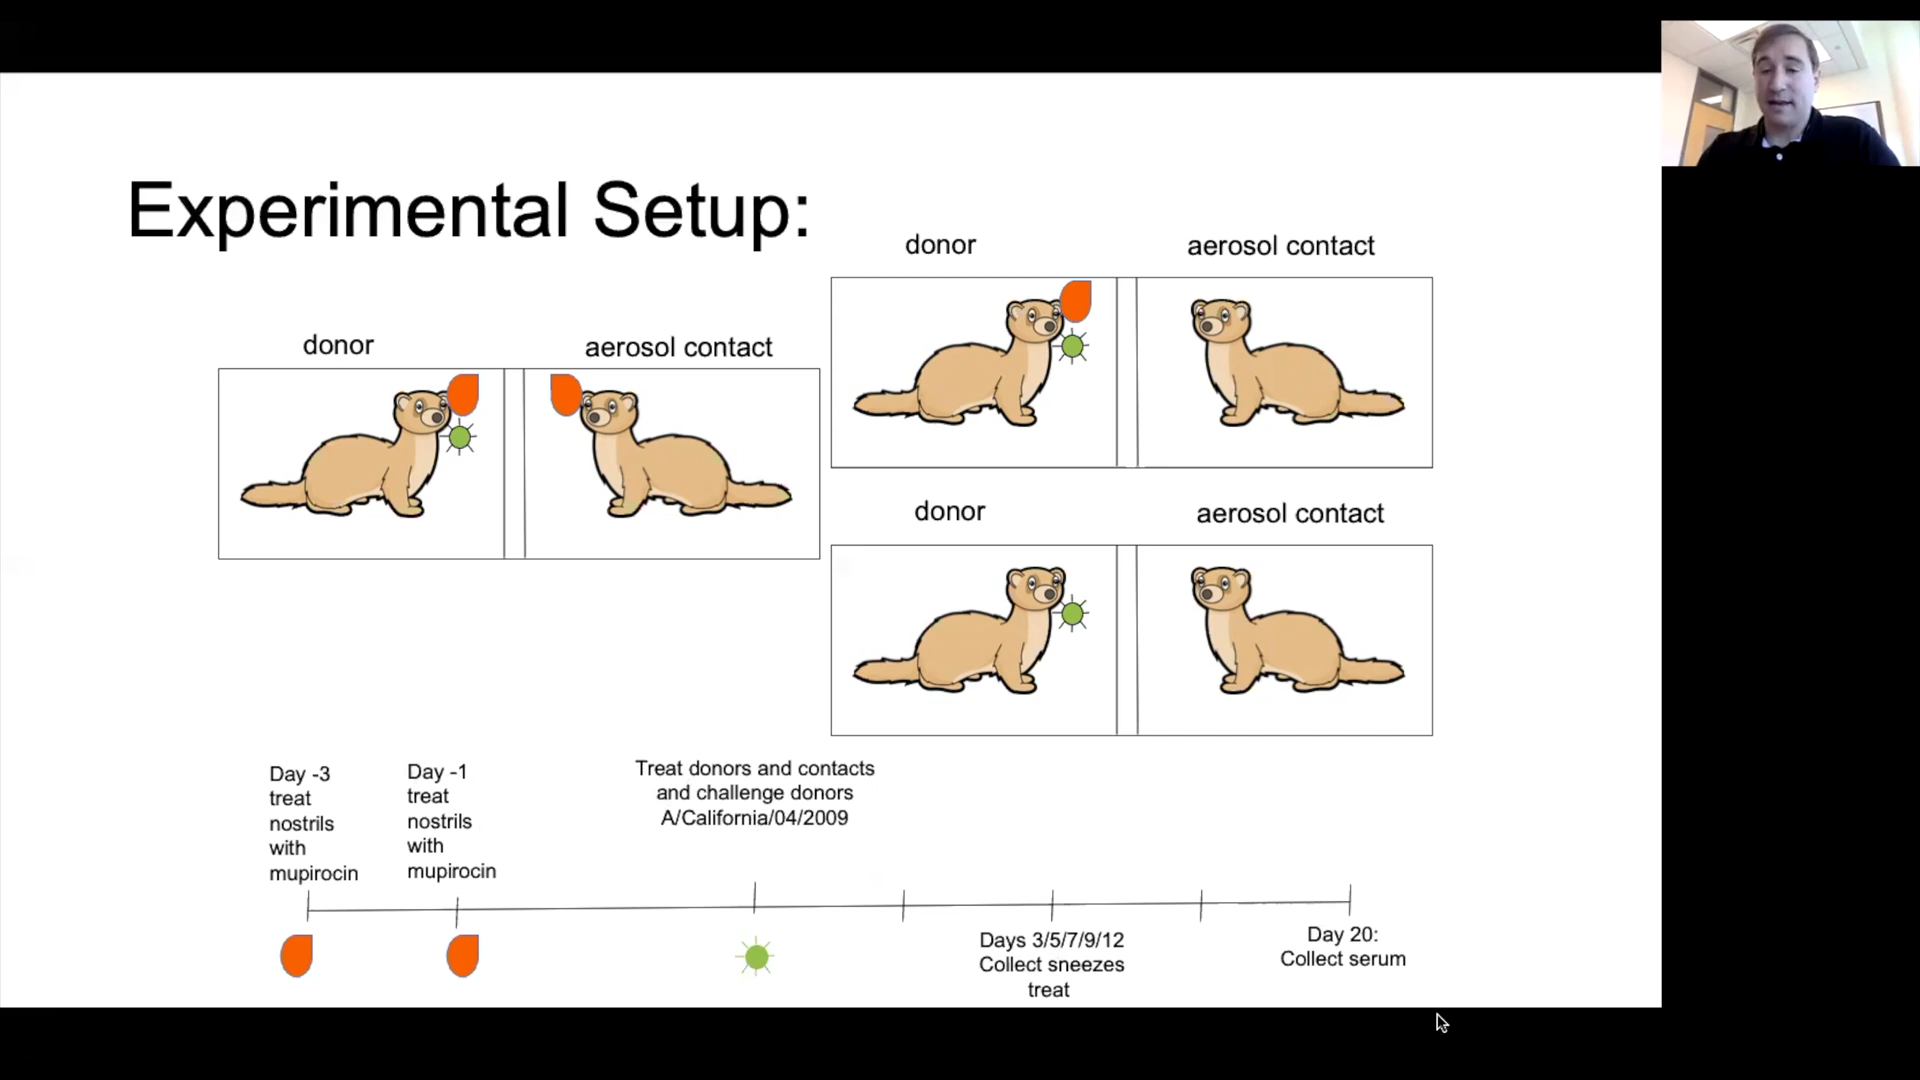 Experimental Setup:
donor
aerosol contact
donor
aerosol contact
donor
aerosol contact
Day -3
treat
nostrils
with
mupirocin
Day -1
treat
nostrils
with
mupirocin
Treat donors and contacts
and challenge donors
A/California/04/2009
Days 3/5/7/9/12
Collect sneezes
treat
Day 20:
Collect serum